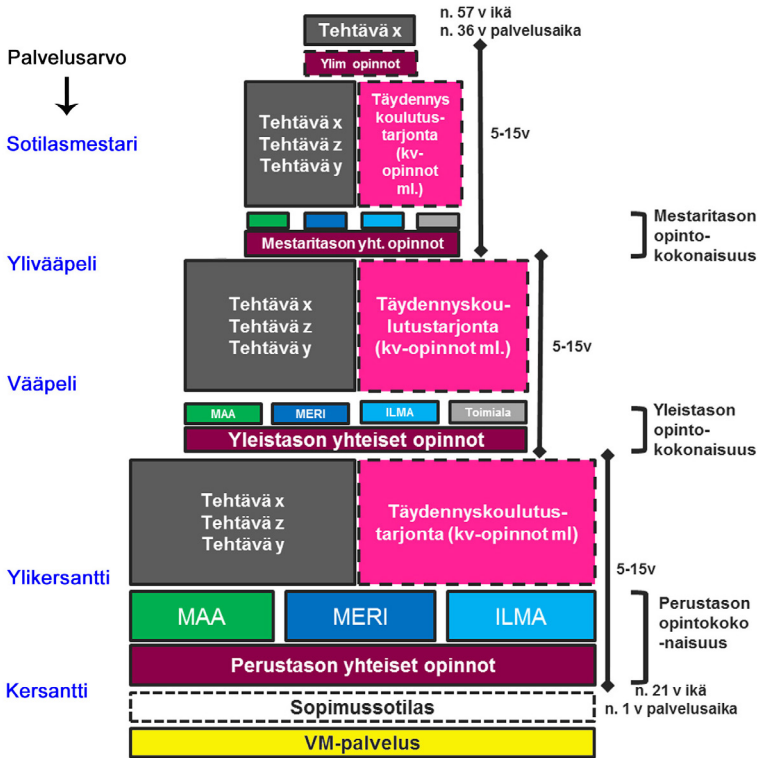 Tehtävä x
n. 57 v ikä
n. 36 v palvelusaika
Palvelusarvo
Ylim opinnot
Tehtävä x
Tehtävä z
Tehtävä y
Täydennys
koulutus-
tarjonta
(kv-
opinnot
ml.)
5-15v
Sotilasmestari
Mestaritason yht. opinnot
Mestaritason
opinto-
kokonaisuus
Ylivääpeli
Tehtävä x
Tehtävä z
Tehtävä y
Täydennyskou-
lutustarjonta
(kv-opinnot ml.)
5-15v
Vääpeli
MAA
MERI
ILMA
Toimiala
Yleistason yhteiset opinnot
Yleistason
opinto-
kokonaisuus
Tehtävä x
Tehtävä z
Tehtävä y
Täydennyskoulutus-
tarjonta (kv-opinnot ml)
5-15v
Ylikersantti
MAA
MERI
ILMA
Perustason yhteiset opinnot
Perustason
opintokoko
-naisuus
Kersantti
n. 21 v ikä
n. 1 v palvelusaika
Sopimussotilas
VM-palvelus